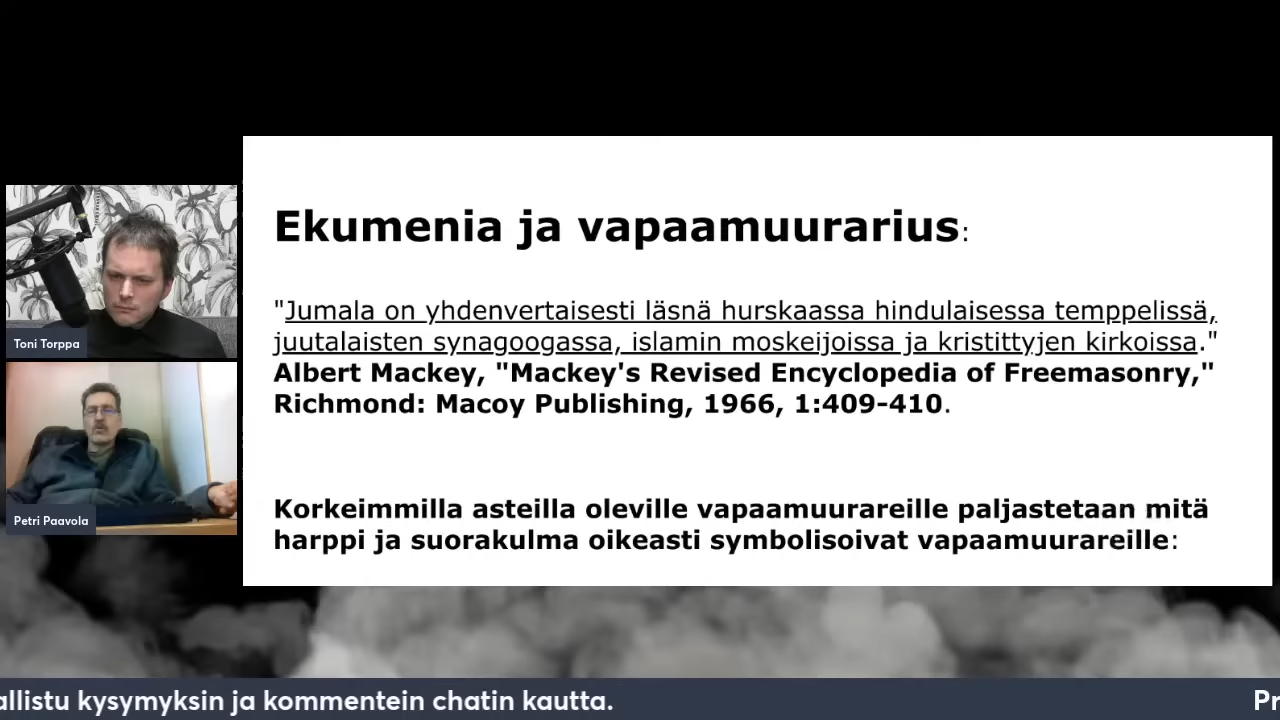 Ekumenia ja vapaamuurarius:
"Jumala on yhdenvertaisesti läsnä hurskaassa hindulaisessa temppelissä,
juutalaisten synagoogassa, islamin moskeijoissa ja kristittyjen kirkoissa."
Albert Mackey, "Mackey's Revised Encyclopedia of Freemasonry,"
Richmond: Macoy Publishing, 1966, 1:409-410.
Korkeimmilla asteilla oleville vapaamuurareille paljastetaan mitä
harppi ja suorakulma oikeasti symbolisoivat vapaamuurareille:
Toni Torppa
Petri Paavola
allistu kysymyksin ja kommentein chatin kautta.
Pr